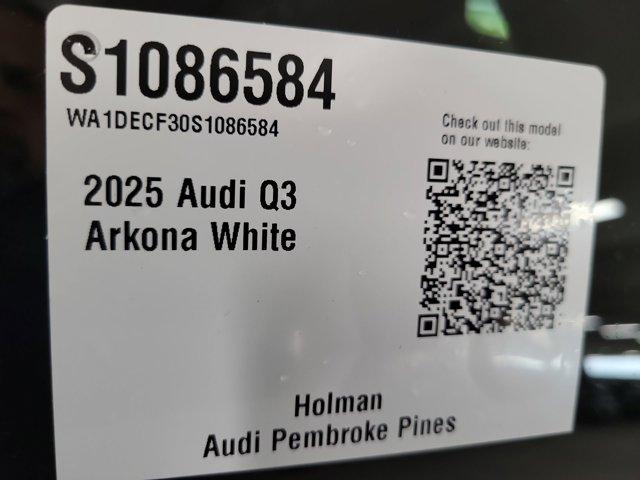 S1086584
WA1DECF30S1086584
Check out this model
on our website:
2025 Audi Q3
Arkona White
Holman
Audi Pembroke Pines